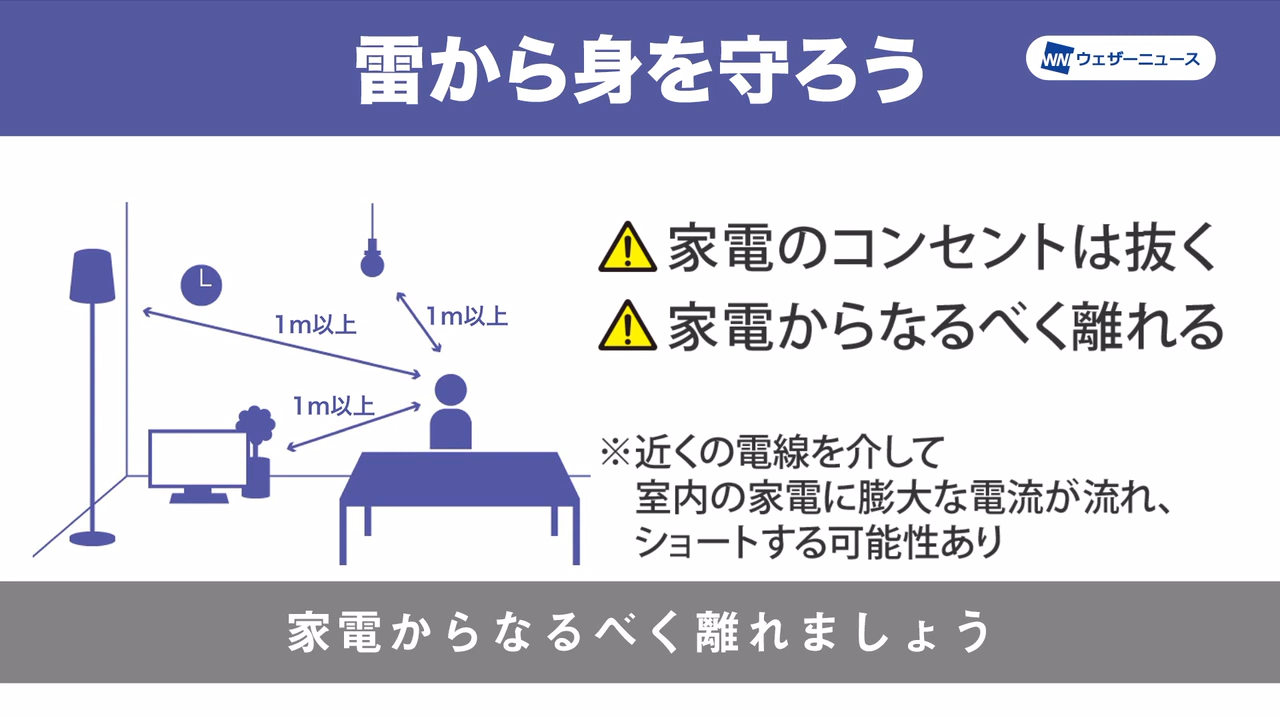 雷から身を守ろう
WN ウェザーニュース
家電のコンセントは抜く
家電からなるべく離れる
1m以上
1m以上
1m以上
※近くの電線を介して
室内の家電に膨大な電流が流れ、
ショートする可能性あり
家電からなるべく離れましょう